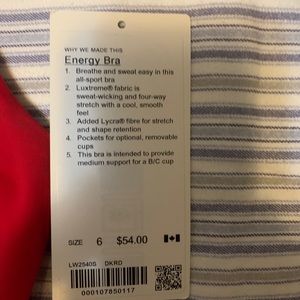 WHY WE MADE THIS
Energy Bra
1. Breathe and sweat easy in this
all-sport bra
2. Luxtreme® fabric is
sweat-wicking and four-way
stretch with a cool, smooth
feel
3. Added Lycra® fibre for stretch
and shape retention
4. Pockets for optional, removable
cups
5. This bra is intended to provide
medium support for a B/C cup
SIZE 6 $54.00
LW2540S DKRD
000107850117